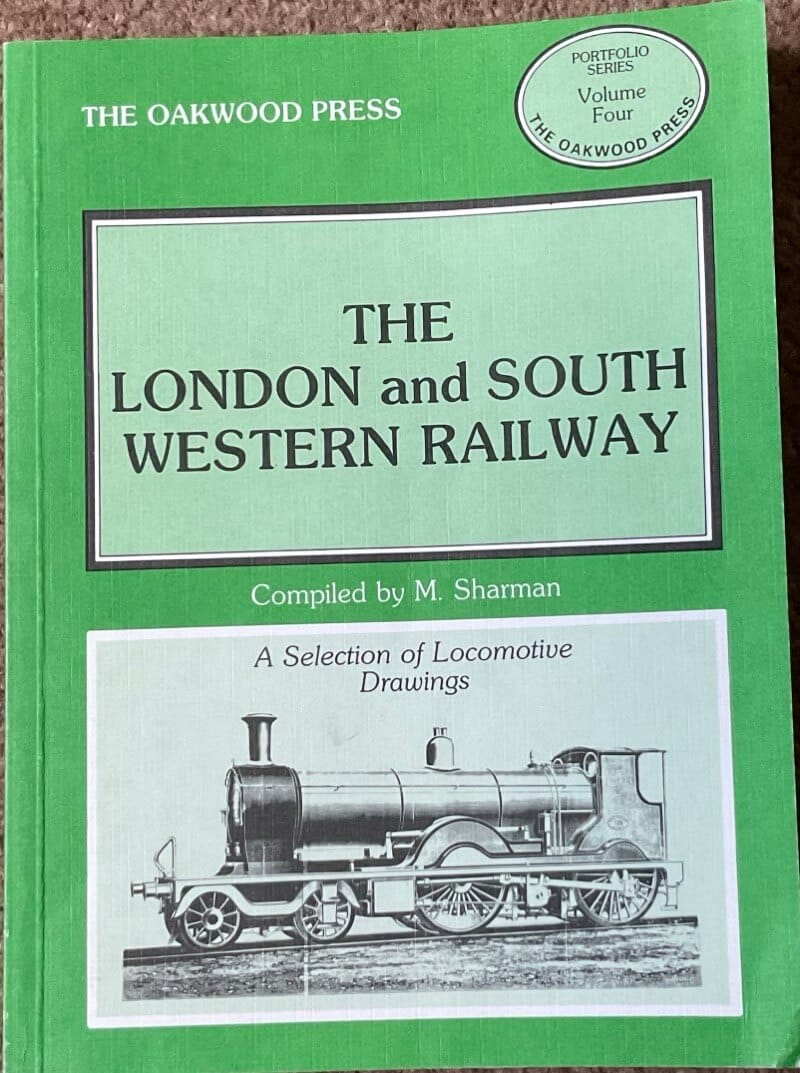 THE OAKWOOD PRESS
PORTFOLIO
SERIES
Volume
Four
THE OAKWOOD PRESS
THE
LONDON and SOUTH
WESTERN RAILWAY
Compiled by M. Sharman
A Selection of Locomotive
Drawings